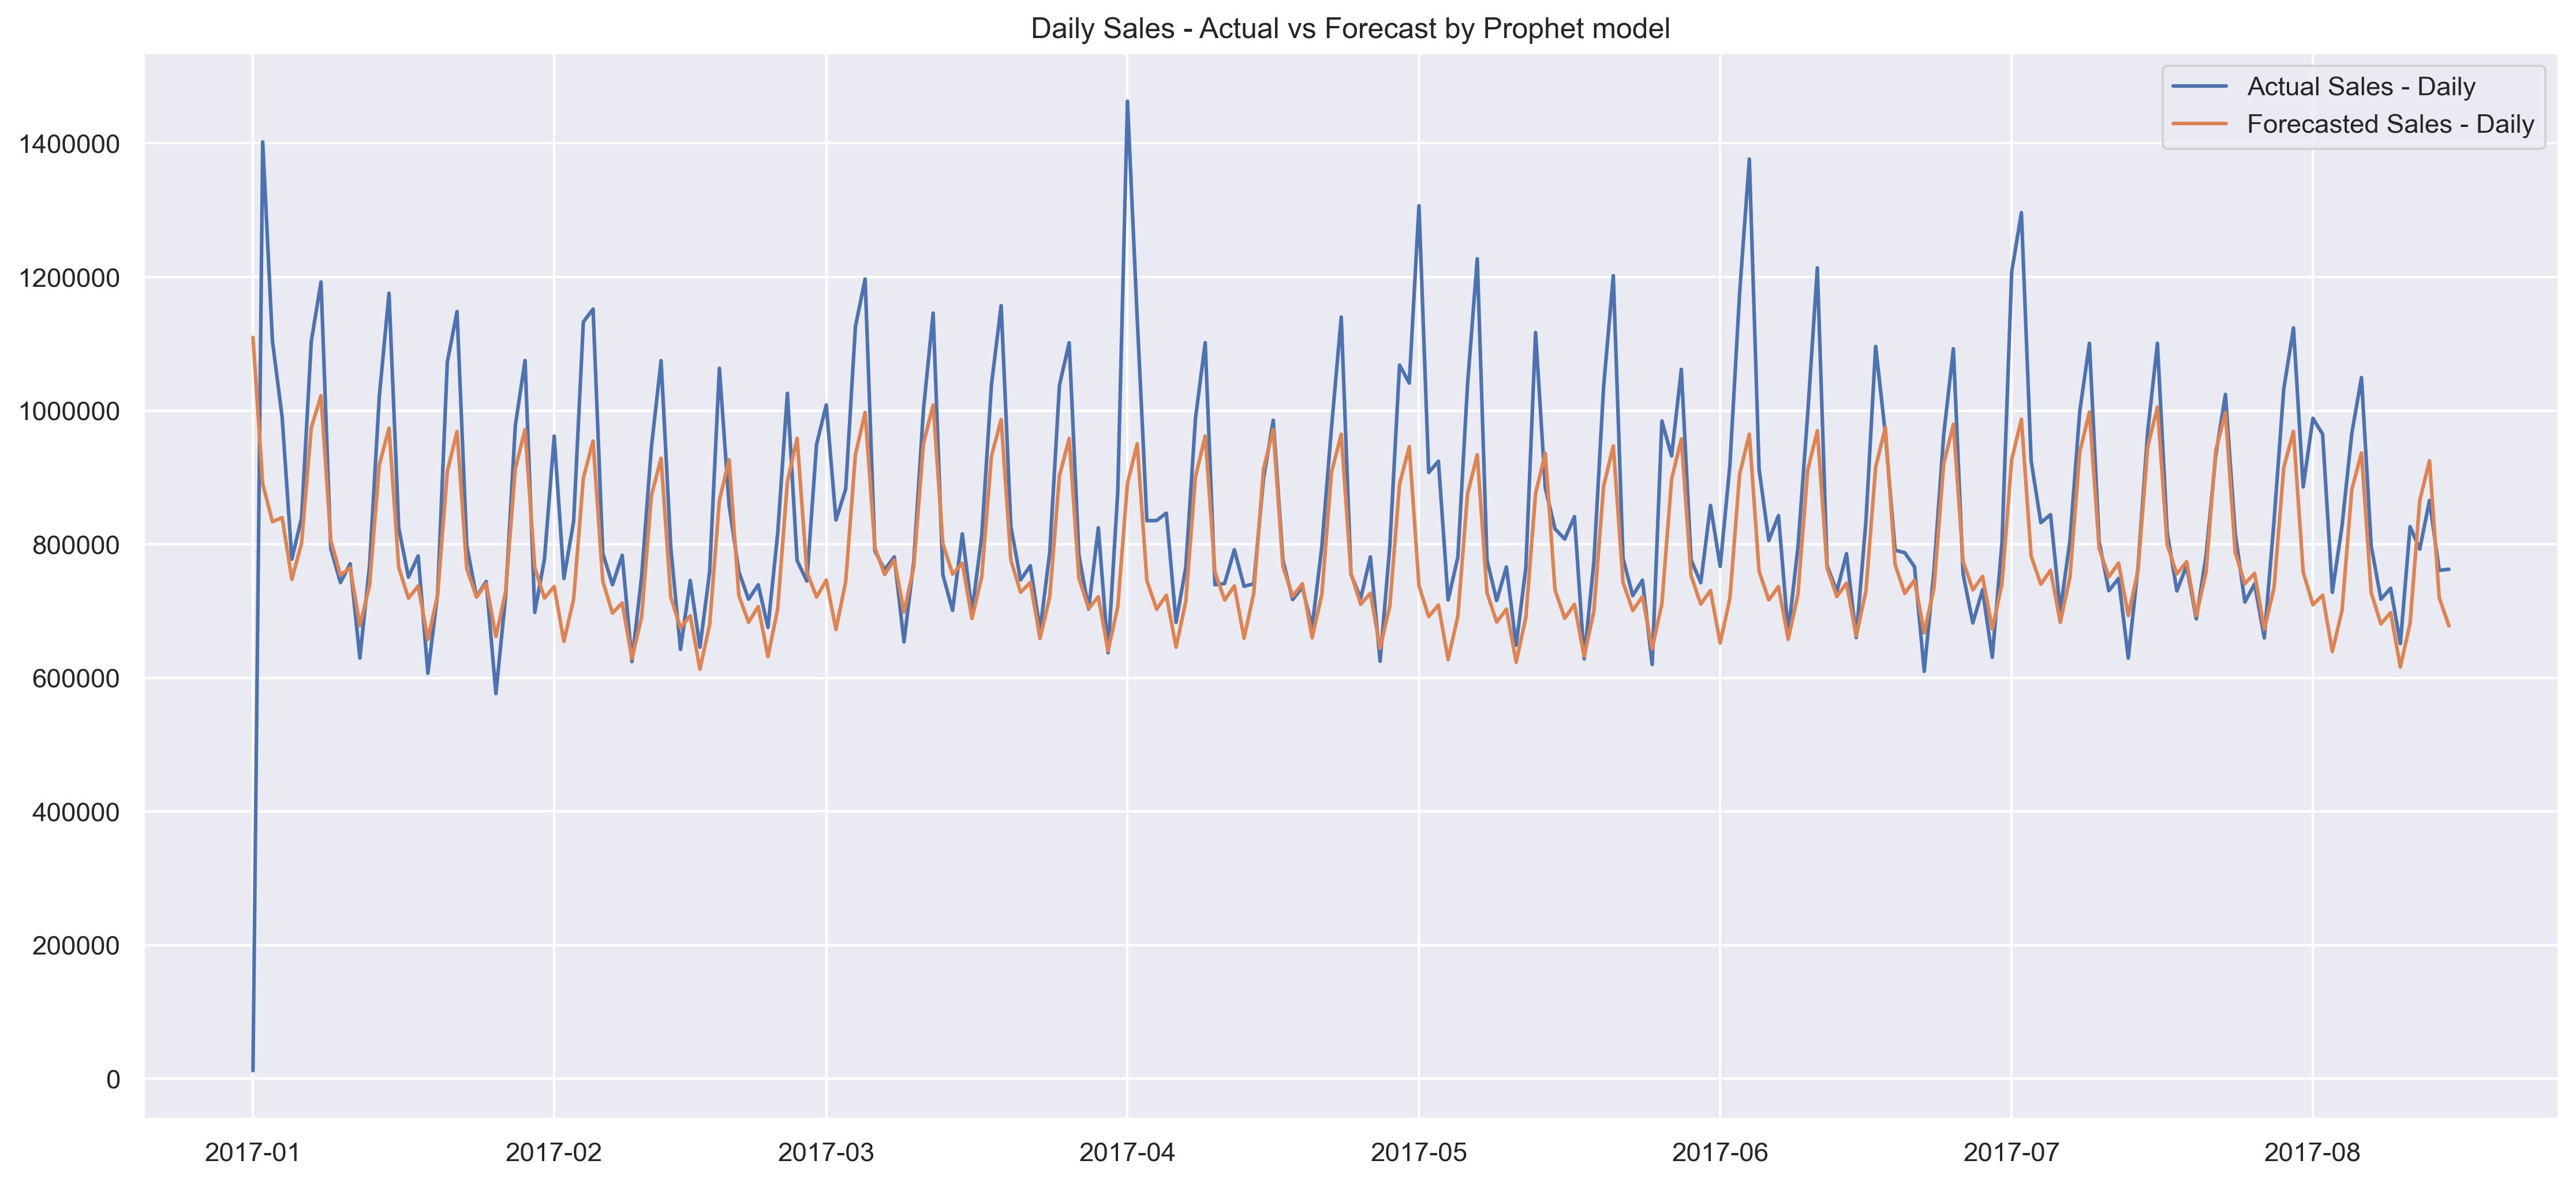 Daily Sales - Actual vs Forecast by Prophet model
Actual Sales - Daily
Forecasted Sales - Daily
1400000
1200000
1000000
800000
600000
400000
200000
0
2017-01 2017-02 2017-03 2017-04 2017-05 2017-06 2017-07 2017-08